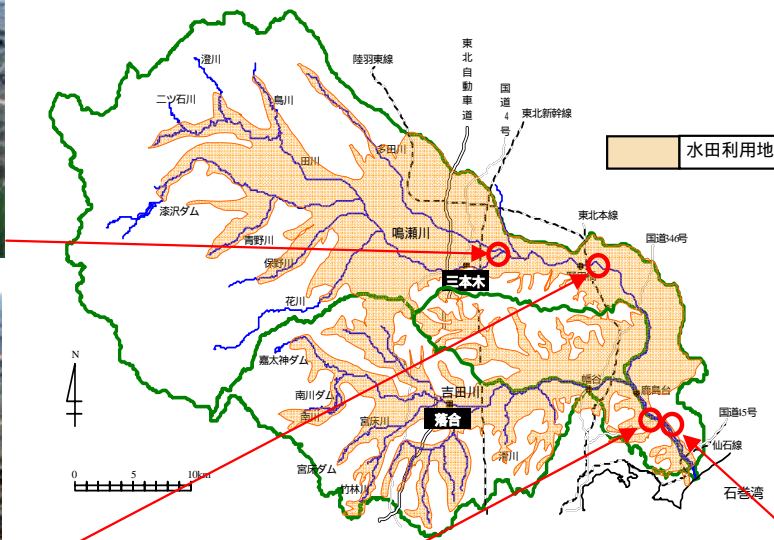 澄川
陸羽東線
東北自動車道
国道4号
二ツ石川
鳥川
東北新幹線
水田利用地
多田川
田川
漆沢ダム
東北本線
国道346号
鳴瀬川
青野川
保野川
三本木
花川
嘉太神ダム
N
南川ダム
吉田川
幡谷
鹿島台
南川
宮床川
落合
国道45号
仙石線
宮床ダム
竹林川
石巻湾
0 5 10km